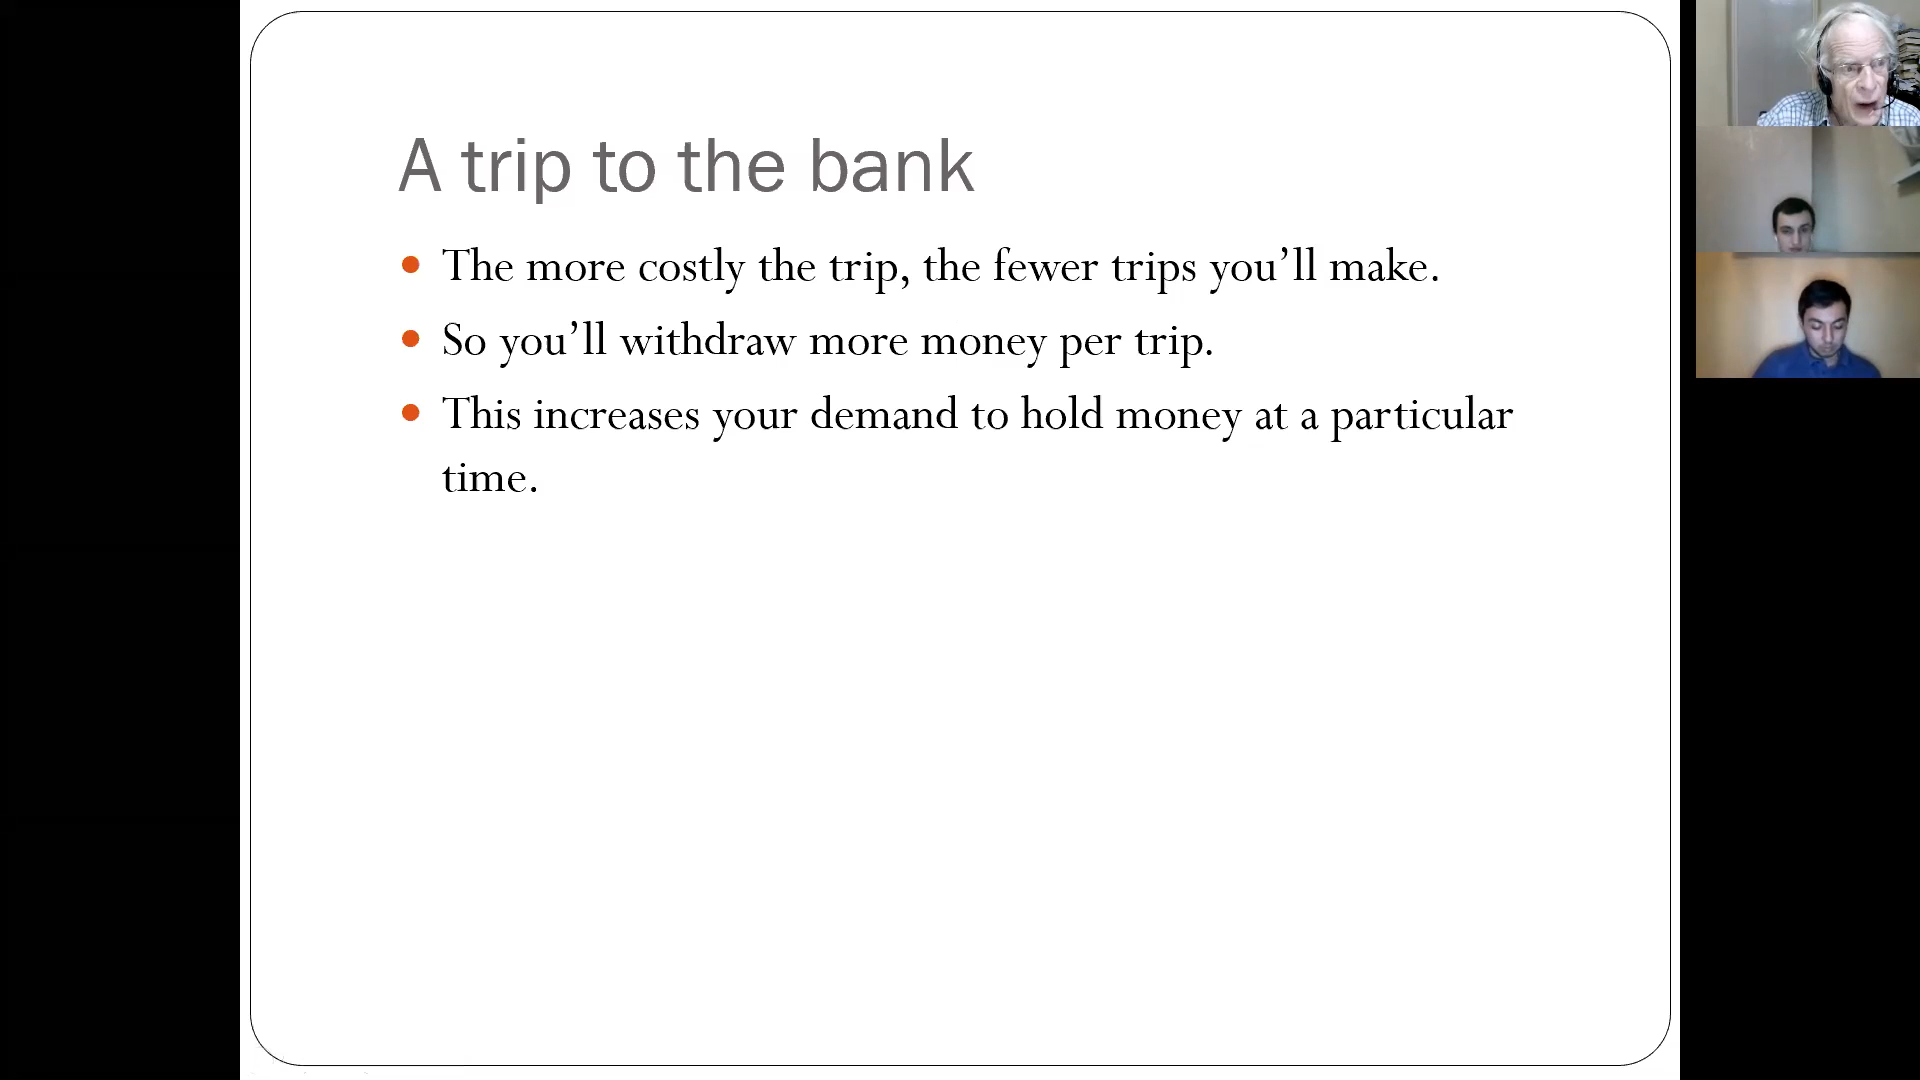 A trip to the bank
The more costly the trip, the fewer trips you’ll make.
So you’ll withdraw more money per trip.
This increases your demand to hold money at a particular
time.